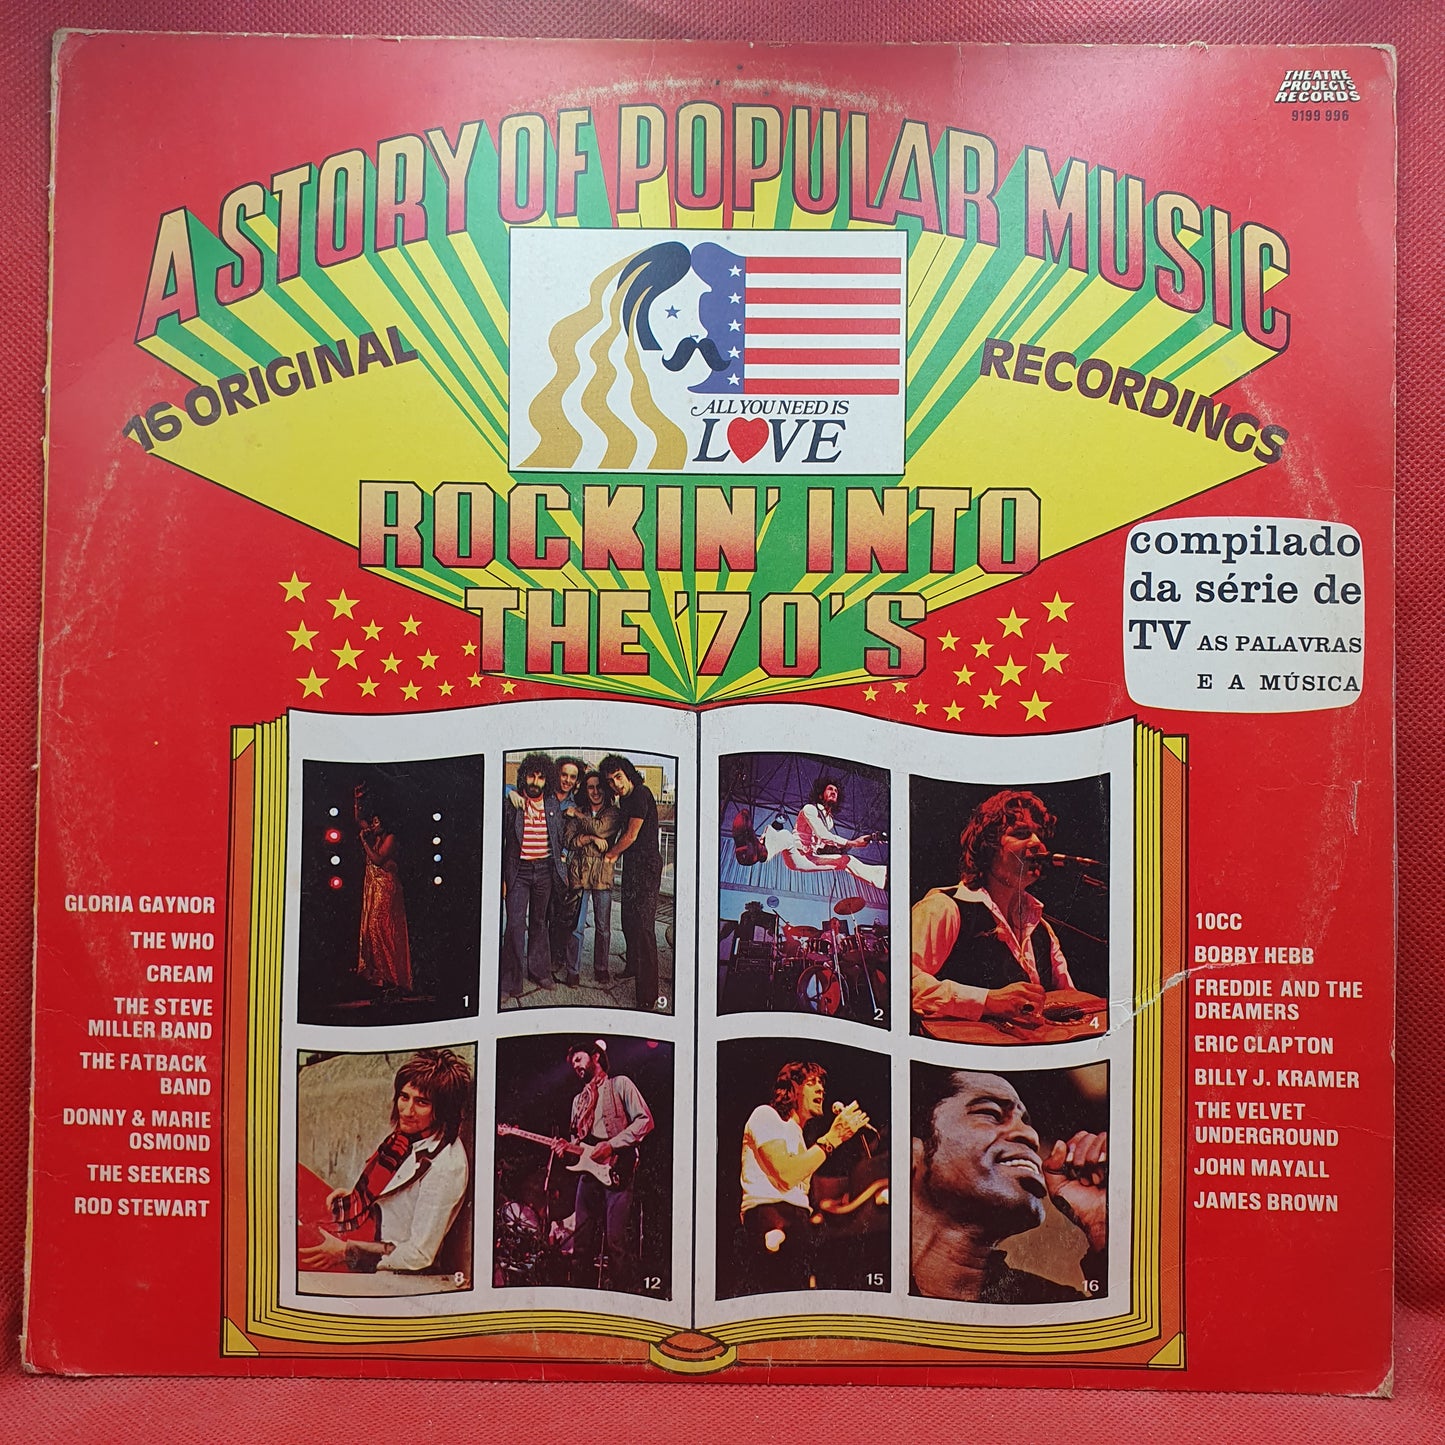 THEATRE
PROJECTS
RECORDS
9199 996
A STORY OF POPULAR MUSIC
16 ORIGINAL
RECORDINGS
ALL YOU NEED IS
LOVE
ROCKIN' INTO
THE '70'S
compilado
da série de
TV AS PALAVRAS
E A MÚSICA
GLORIA GAYNOR
THE WHO
CREAM
THE STEVE
MILLER BAND
THE FATBACK
BAND
DONNY & MARIE
OSMOND
THE SEEKERS
ROD STEWART
1
9
2
4
8
12
15
16
10CC
BOBBY HEBB
FREDDIE AND THE
DREAMERS
ERIC CLAPTON
BILLY J. KRAMER
THE VELVET
UNDERGROUND
JOHN MAYALL
JAMES BROWN